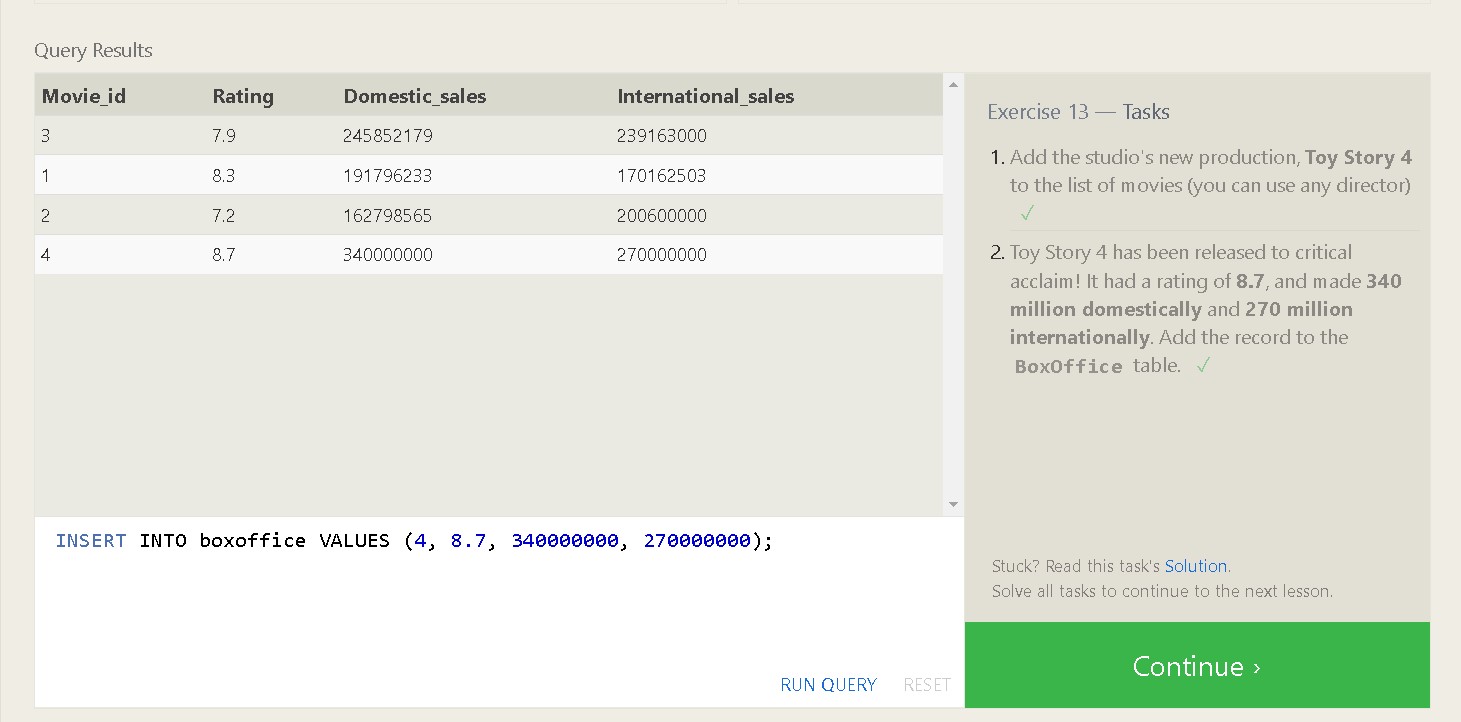 Query Results
Movie_id Rating Domestic_sales International_sales
3 7.9 245852179 239163000
1 8.3 191796233 170162503
2 7.2 162798565 200600000
4 8.7 340000000 270000000
INSERT INTO boxoffice VALUES (4, 8.7, 340000000, 270000000);
RUN QUERY RESET
Exercise 13 — Tasks
1. Add the studio's new production, Toy Story 4
to the list of movies (you can use any director)
✓
2. Toy Story 4 has been released to critical
acclaim! It had a rating of 8.7, and made 340
million domestically and 270 million
internationally. Add the record to the
BoxOffice table. ✓
Stuck? Read this task's Solution.
Solve all tasks to continue to the next lesson.
Continue ›